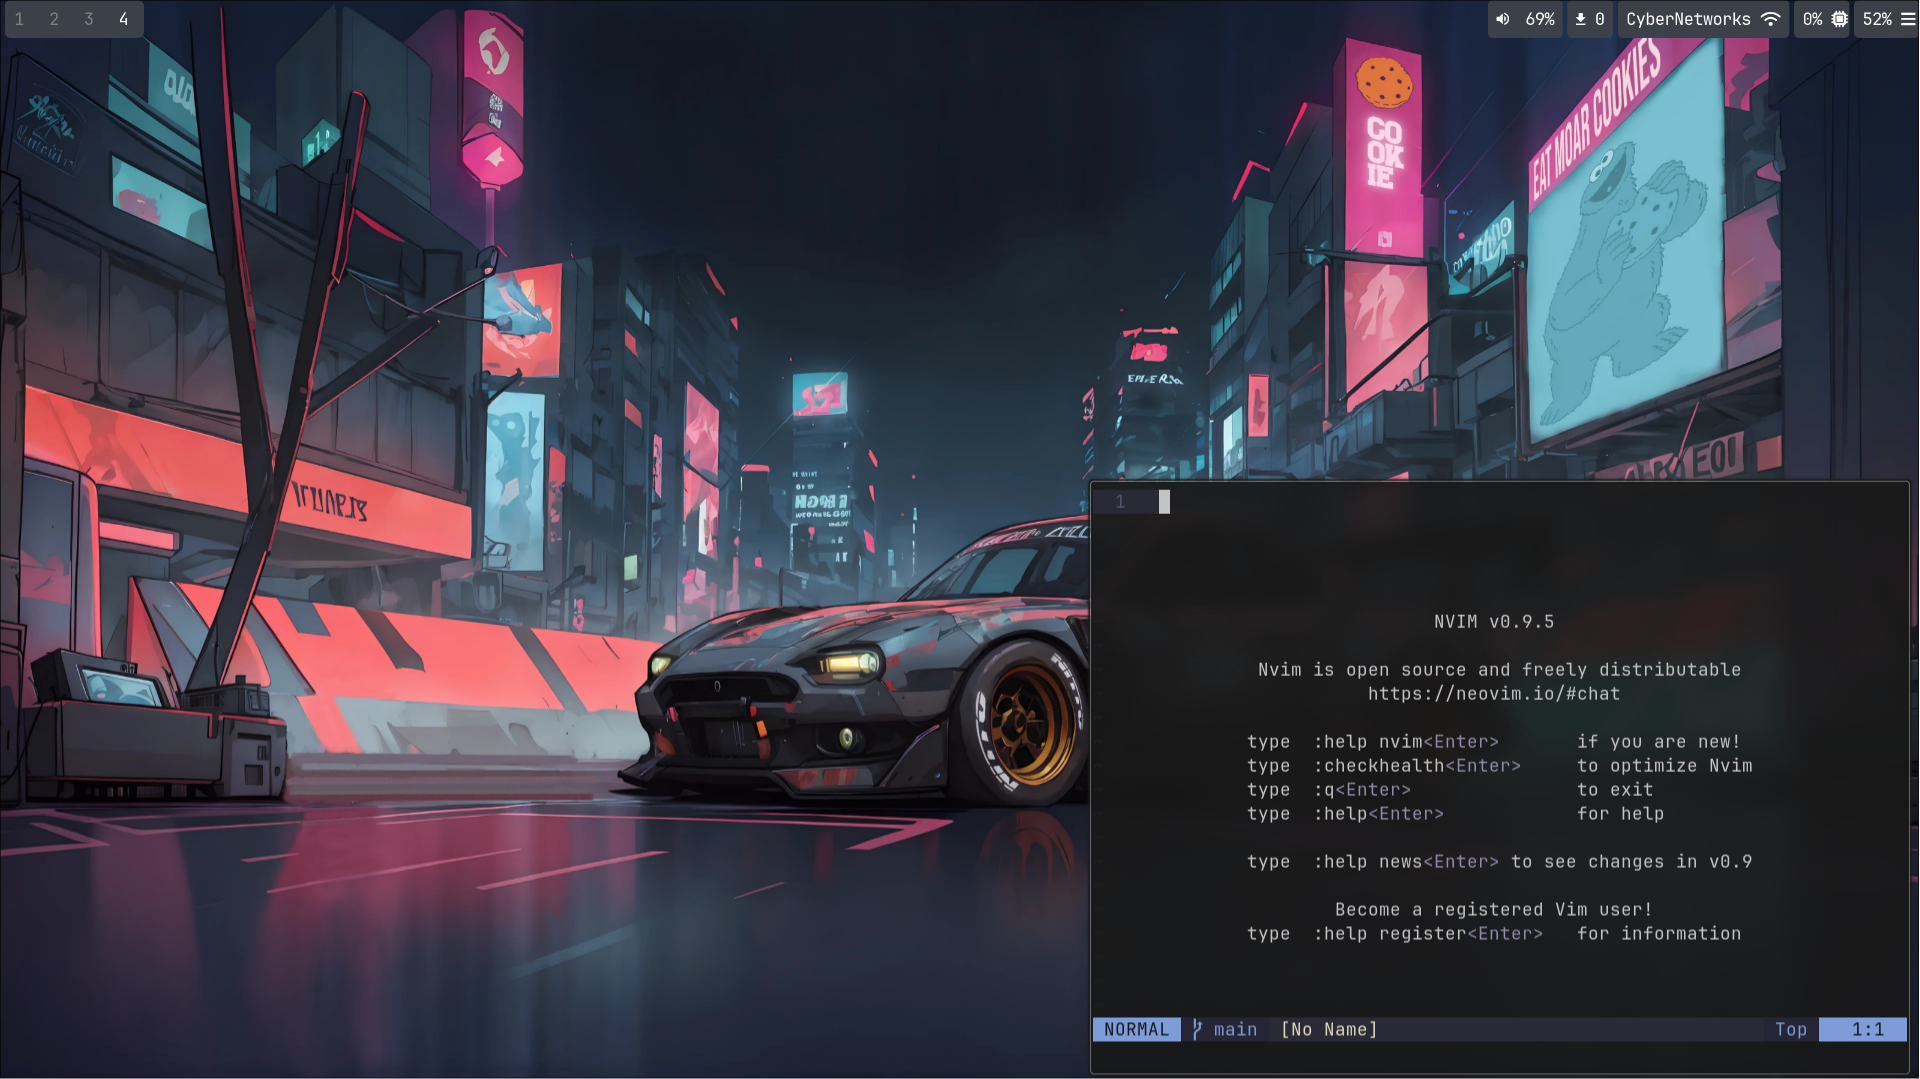 1 2 3 4
69%
0
CyberNetworks
0%
52%
CO
OK
IE
EAT MOAR COOKIES
1
NVIM v0.9.5
Nvim is open source and freely distributable
https://neovim.io/#chat
type :help nvim<Enter> if you are new!
type :checkhealth<Enter> to optimize Nvim
type :q<Enter> to exit
type :help<Enter> for help
type :help news<Enter> to see changes in v0.9
Become a registered Vim user!
type :help register<Enter> for information
NORMAL main [No Name] Top 1:1